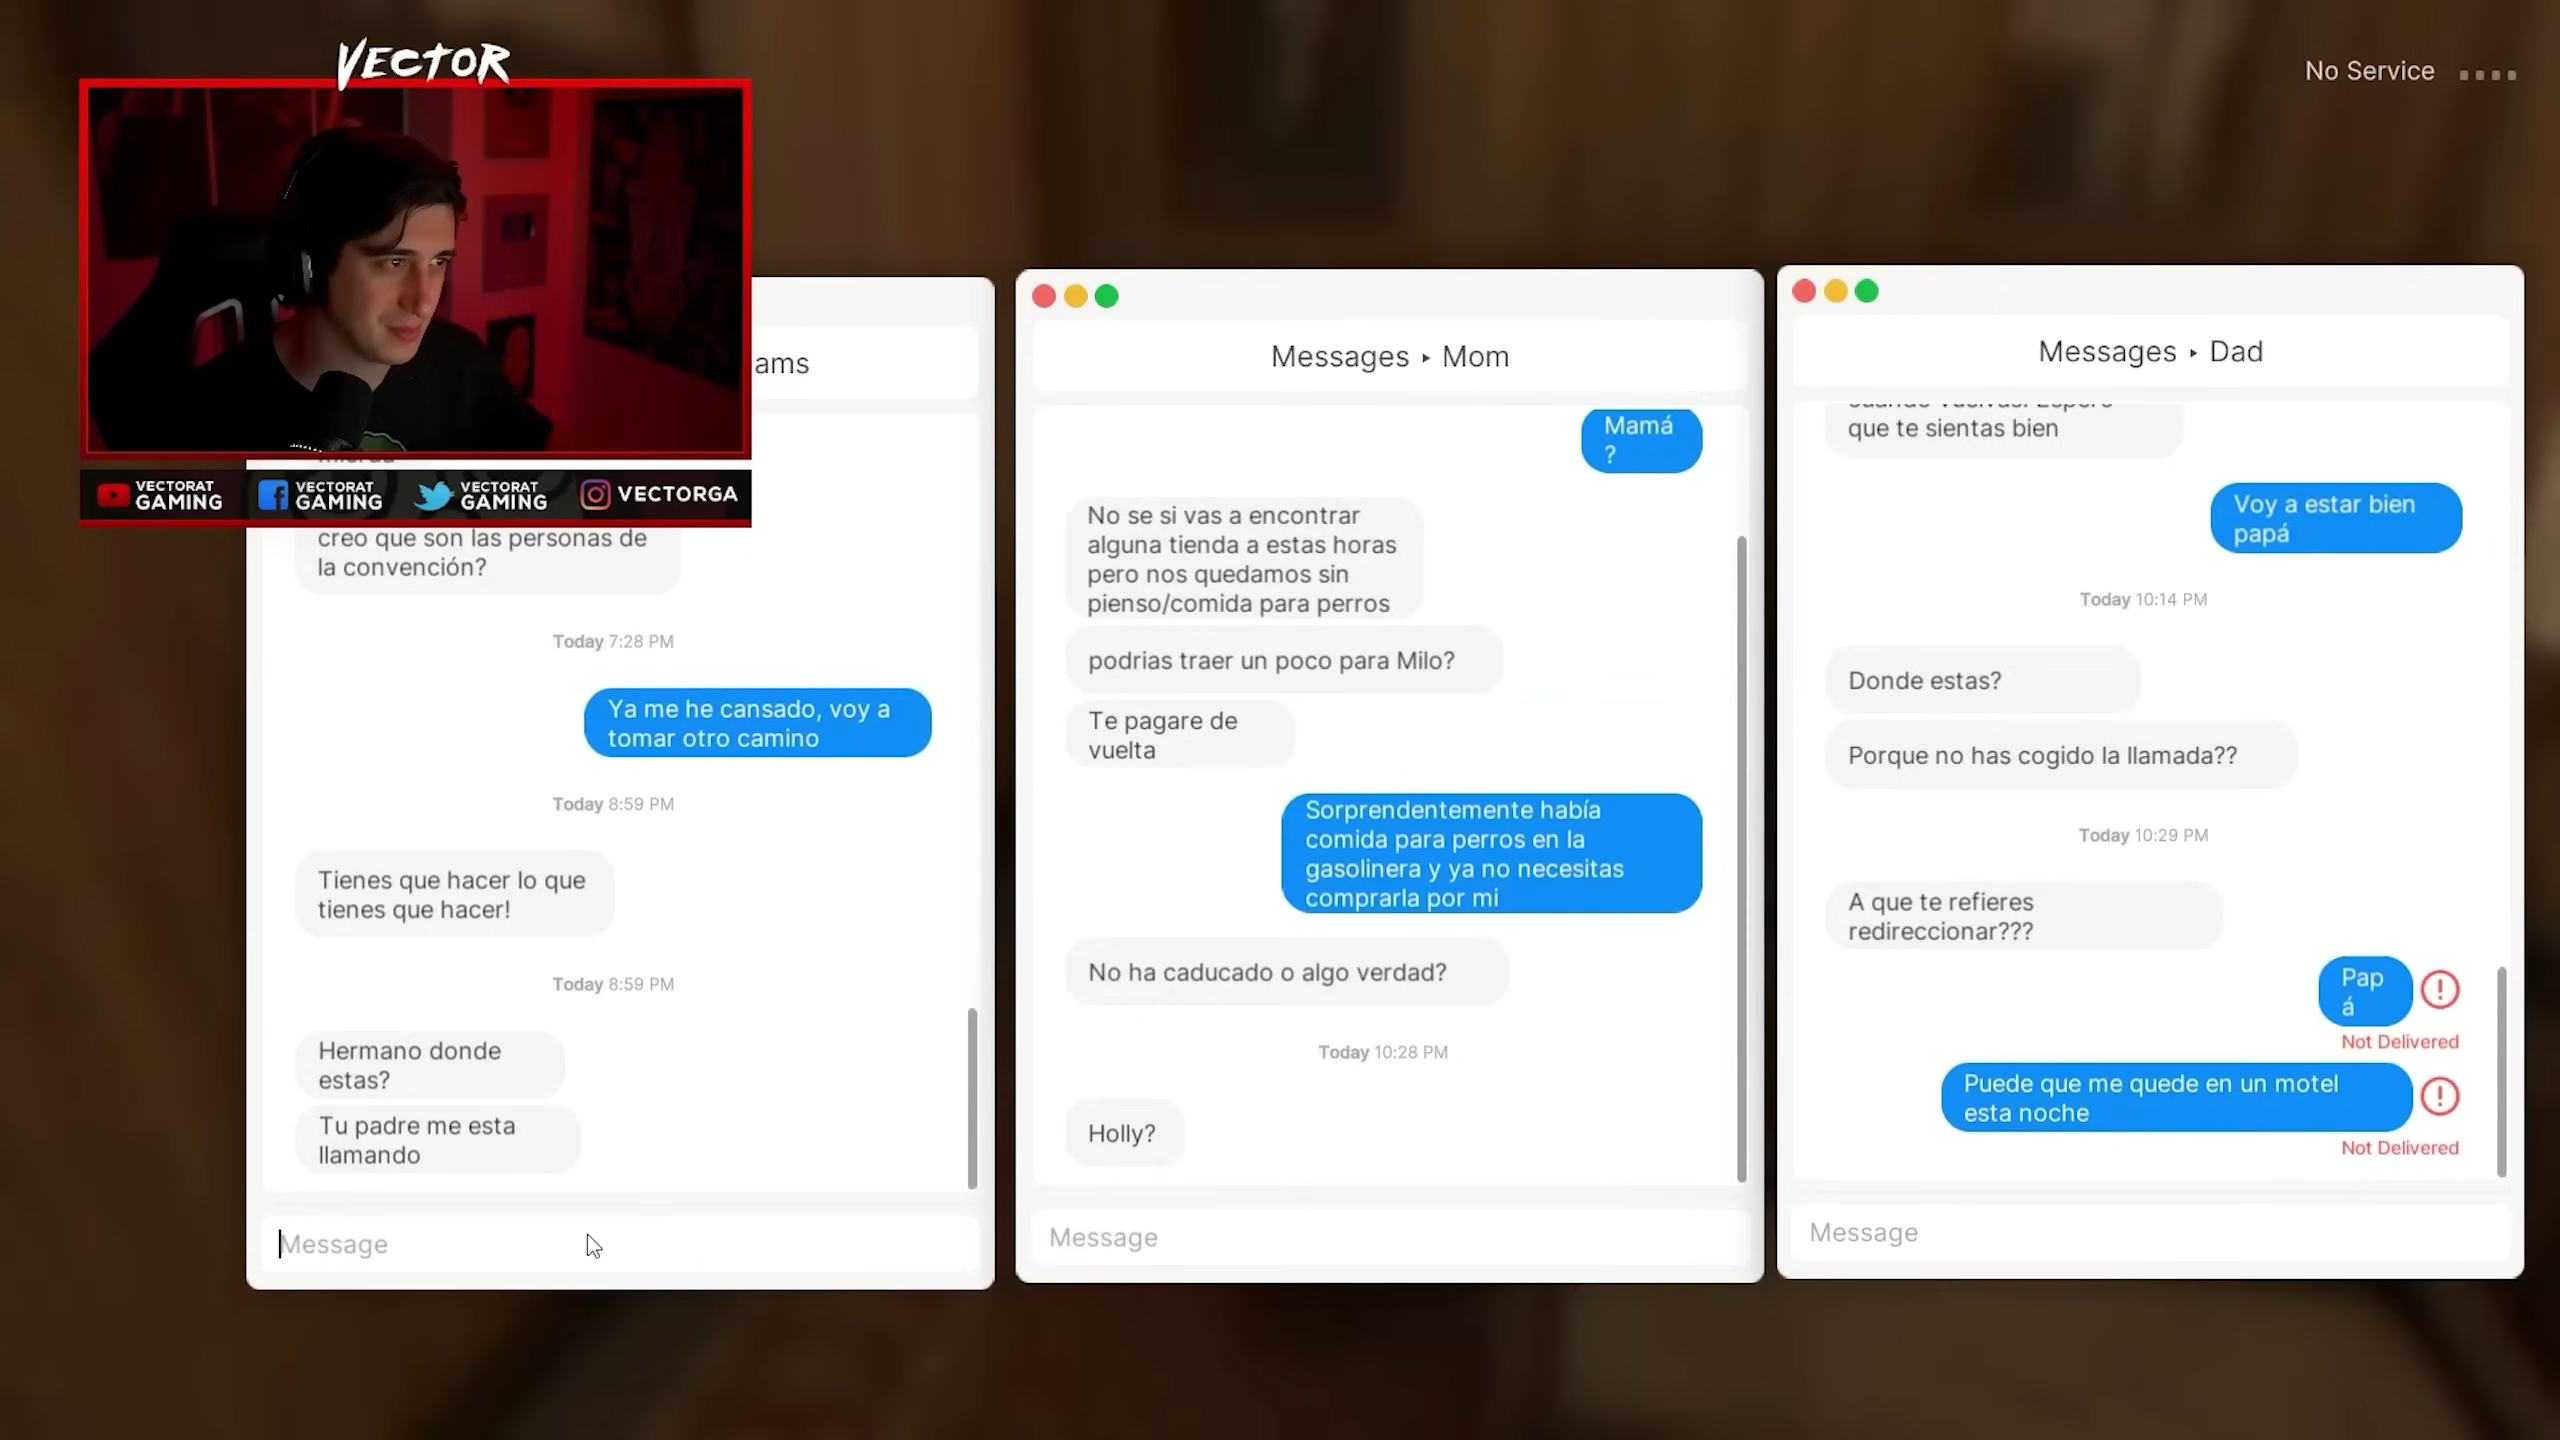 VECTOR
No Service
VECTORAT
GAMING
VECTORAT
GAMING
VECTORAT
GAMING
VECTORGA
ams
creo que son las personas de
la convención?
Today 7:28 PM
Ya me he cansado, voy a
tomar otro camino
Today 8:59 PM
Tienes que hacer lo que
tienes que hacer!
Today 8:59 PM
Hermano donde
estas?
Tu padre me esta
llamando
Message
Messages ▸ Mom
Mamá
?
No se si vas a encontrar
alguna tienda a estas horas
pero nos quedamos sin
pienso/comida para perros
podrias traer un poco para Milo?
Te pagare de
vuelta
Sorprendentemente había
comida para perros en la
gasolinera y ya no necesitas
comprarla por mi
No ha caducado o algo verdad?
Today 10:28 PM
Holly?
Message
Messages ▸ Dad
que te sientas bien
Voy a estar bien
papá
Today 10:14 PM
Donde estas?
Porque no has cogido la llamada??
Today 10:29 PM
A que te refieres
redireccionar???
Pap
á
Not Delivered
Puede que me quede en un motel
esta noche
Not Delivered
Message